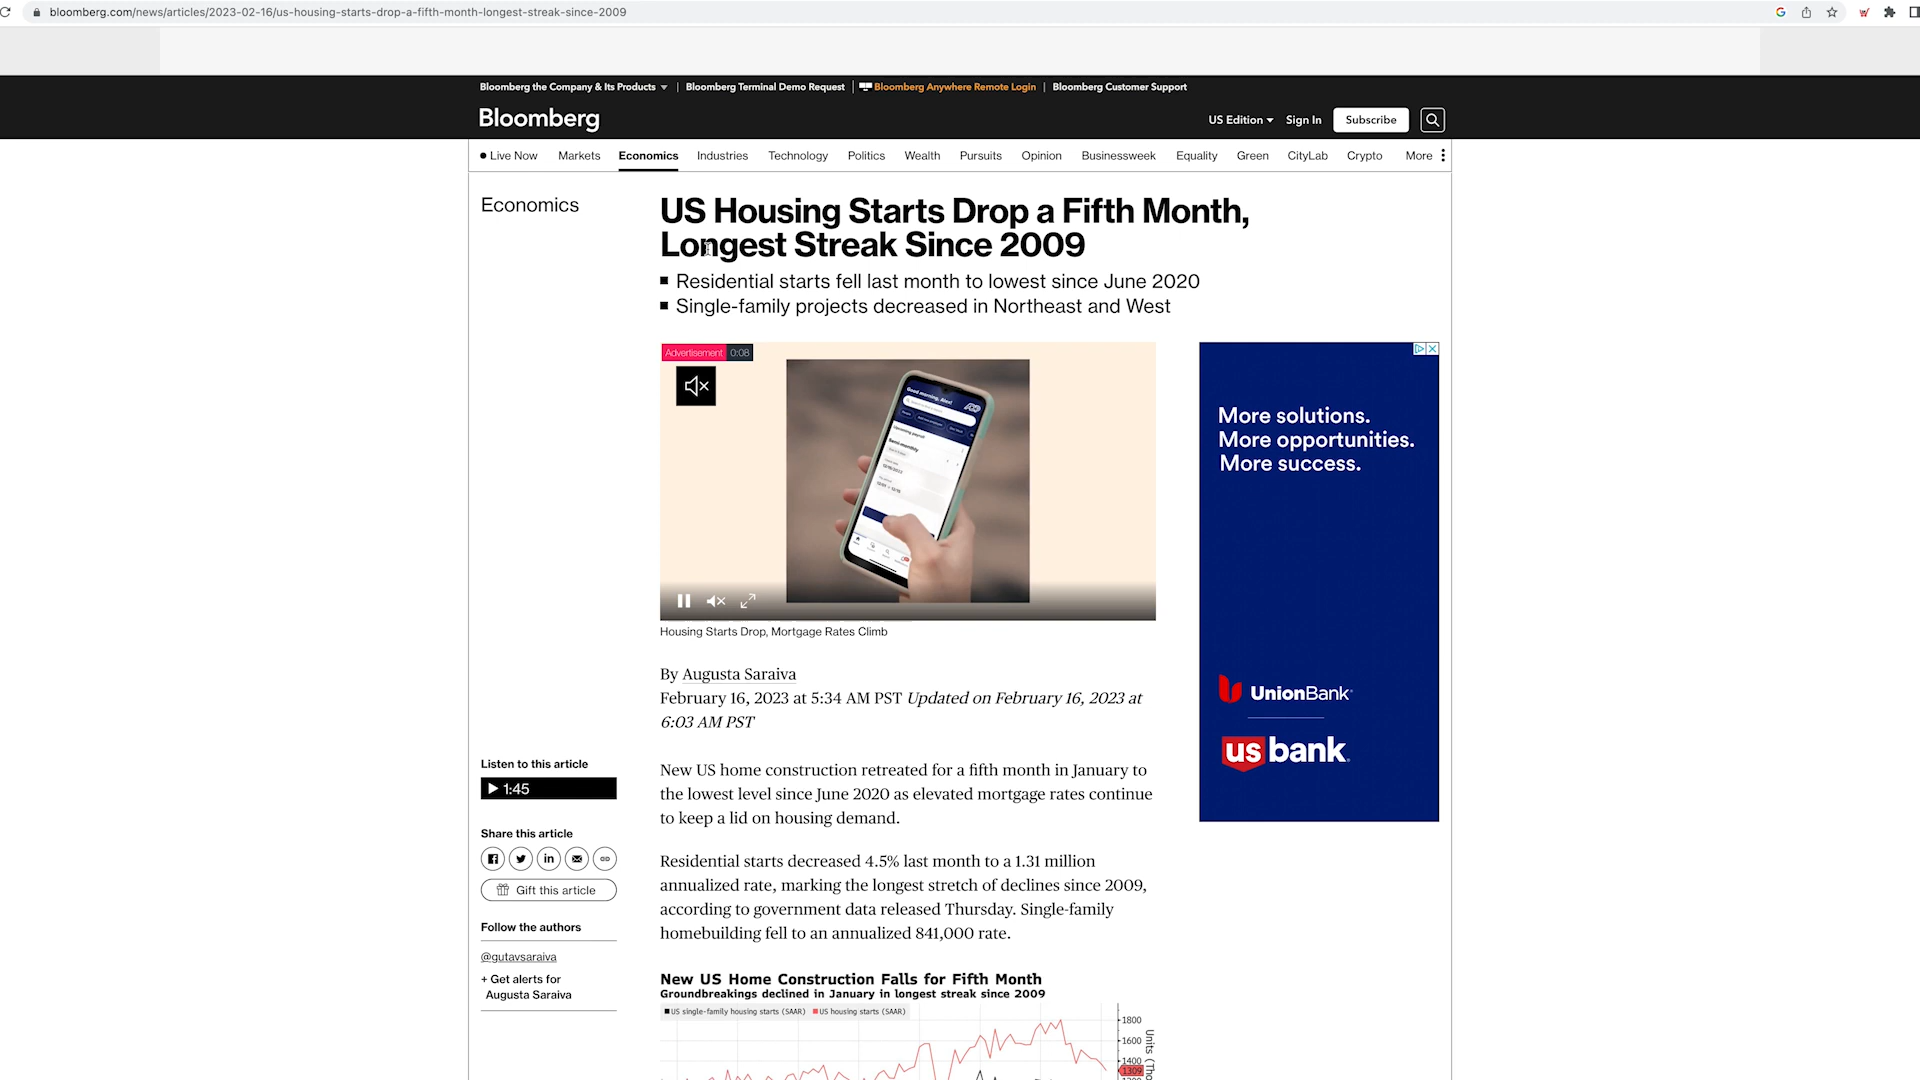 bloomberg.com/news/articles/2023-02-16/us-housing-starts-drop-a-fifth-month-longest-streak-since-2009
Bloomberg the Company & Its Products | Bloomberg Terminal Demo Request | Bloomberg Anywhere Remote Login | Bloomberg Customer Support
Bloomberg
US Edition Sign In Subscribe
Live Now Markets Economics Industries Technology Politics Wealth Pursuits Opinion Businessweek Equality Green CityLab Crypto More
Economics
US Housing Starts Drop a Fifth Month,
Longest Streak Since 2009
Residential starts fell last month to lowest since June 2020
Single-family projects decreased in Northeast and West
Advertisement 0:08
Good morning, Alex!
Semi-monthly
Housing Starts Drop, Mortgage Rates Climb
More solutions.
More opportunities.
More success.
UnionBank
us bank.
By Augusta Saraiva
February 16, 2023 at 5:34 AM PST Updated on February 16, 2023 at
6:03 AM PST
Listen to this article
1:45
Share this article
Gift this article
Follow the authors
@gutavsaraiva
+ Get alerts for
Augusta Saraiva
New US home construction retreated for a fifth month in January to
the lowest level since June 2020 as elevated mortgage rates continue
to keep a lid on housing demand.
Residential starts decreased 4.5% last month to a 1.31 million
annualized rate, marking the longest stretch of declines since 2009,
according to government data released Thursday. Single-family
homebuilding fell to an annualized 841,000 rate.
New US Home Construction Falls for Fifth Month
Groundbreakings declined in January in longest streak since 2009
US single-family housing starts (SAAR) US housing starts (SAAR)
1800
1600
1400
1309
Units (Tho